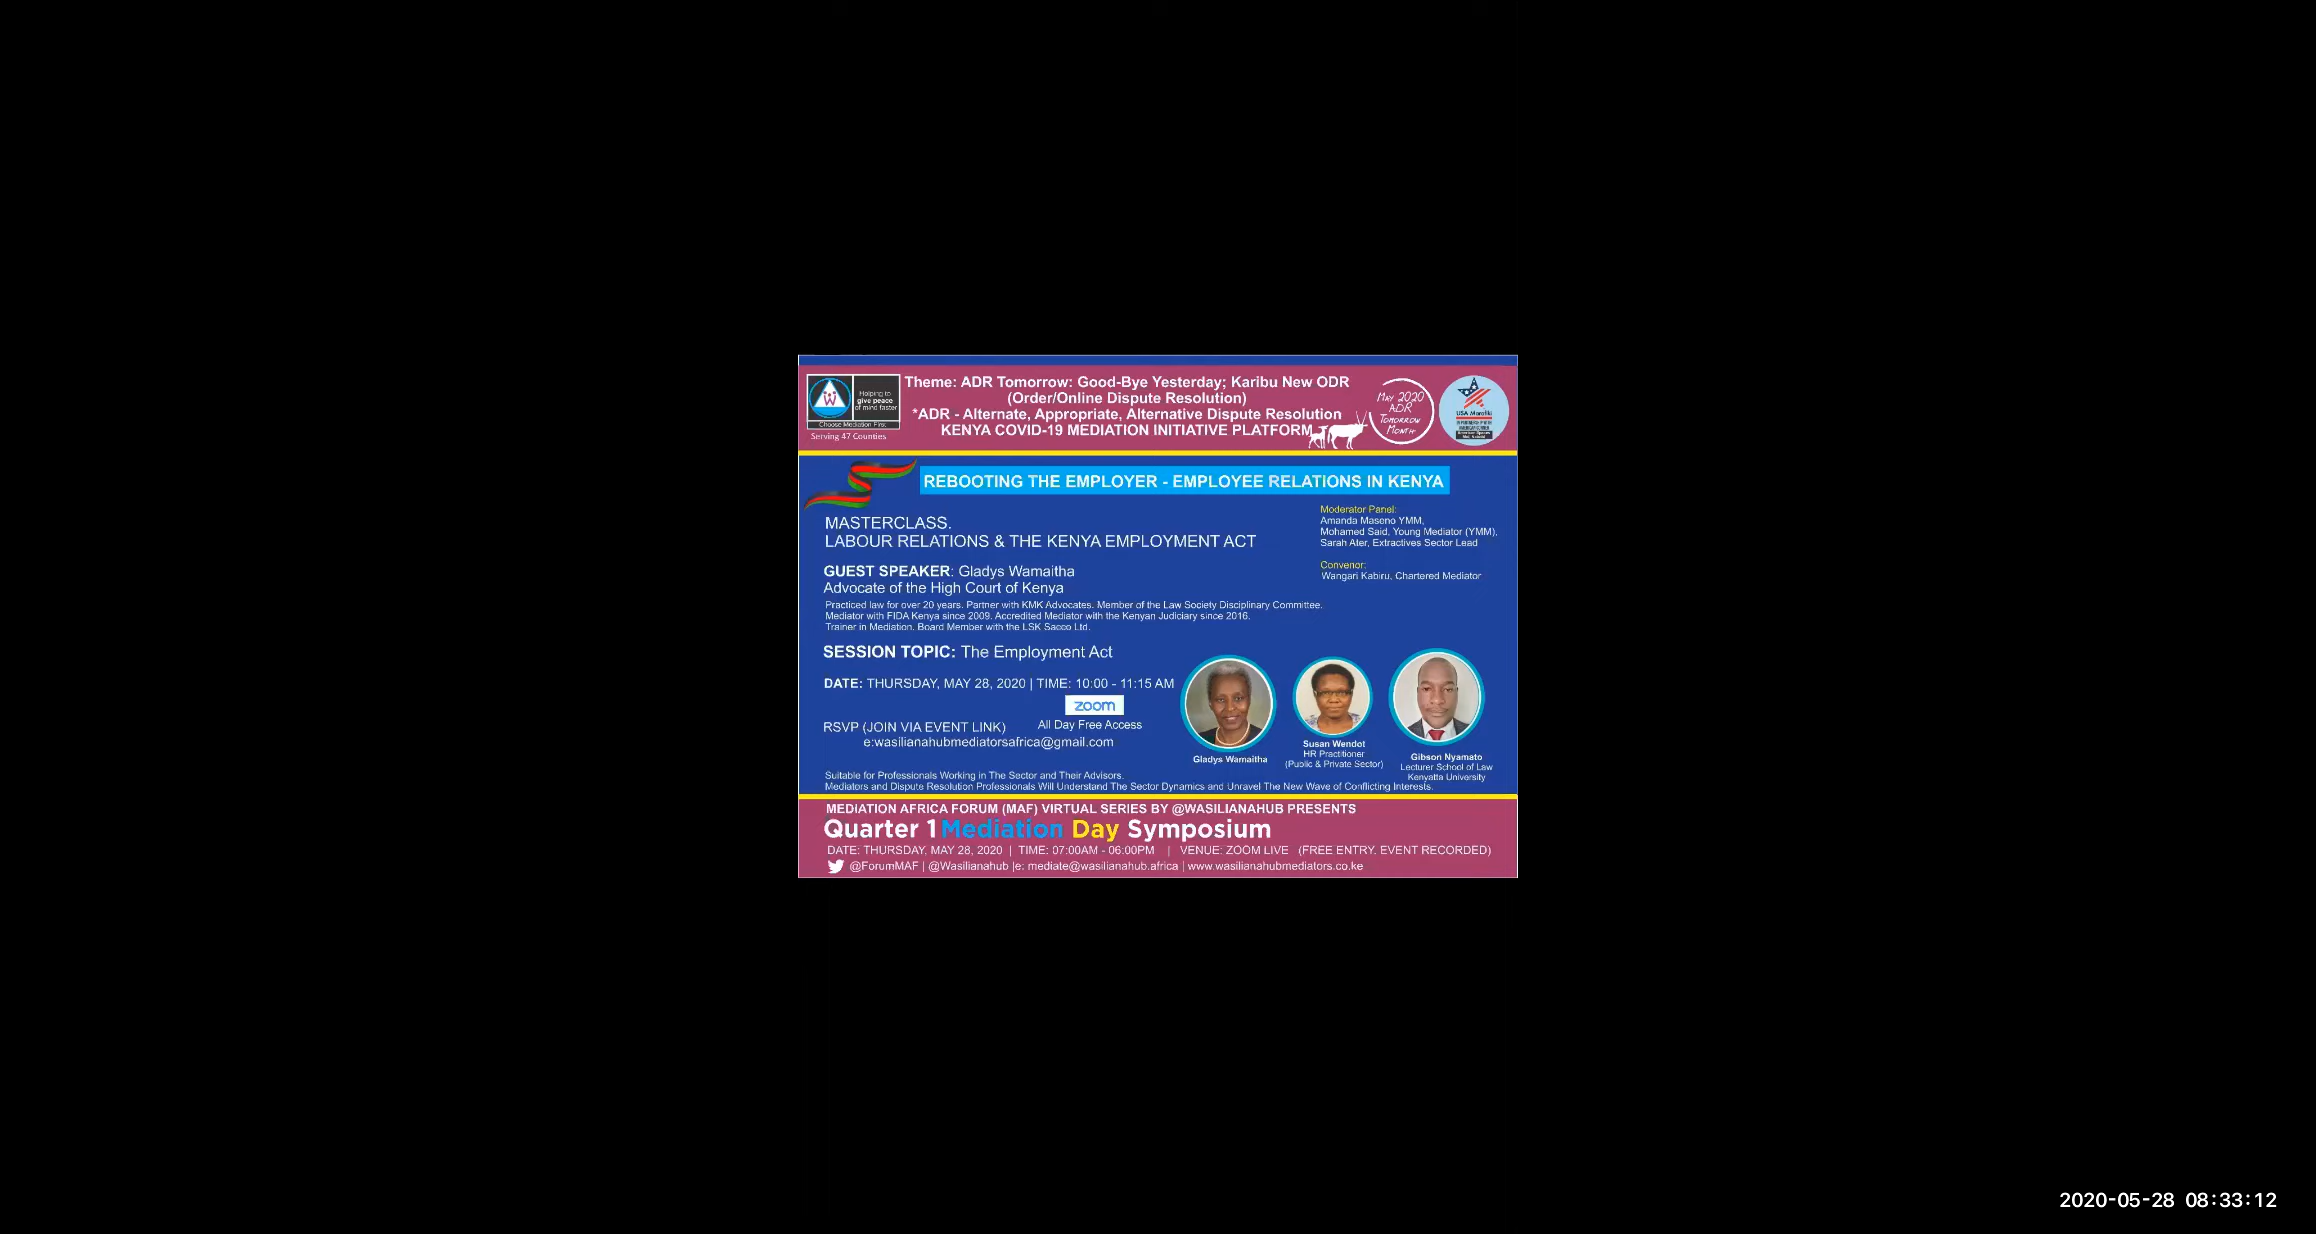 Helping to
give peace
of mind faster
Choose Mediation First
Serving 47 Counties
Theme: ADR Tomorrow: Good-Bye Yesterday; Karibu New ODR
(Order/Online Dispute Resolution)
*ADR - Alternate, Appropriate, Alternative Dispute Resolution
KENYA COVID-19 MEDIATION INITIATIVE PLATFORM
MAY 2020
ADR
TOMORROW
MONTH
USA Marafiki
REBOOTING THE EMPLOYER - EMPLOYEE RELATIONS IN KENYA
MASTERCLASS.
LABOUR RELATIONS & THE KENYA EMPLOYMENT ACT
Moderator Panel:
Amanda Maseno YMM,
Mohamed Said, Young Mediator (YMM),
Sarah Ater, Extractives Sector Lead
Convenor:
Wangari Kabiru, Chartered Mediator
GUEST SPEAKER: Gladys Wamaitha
Advocate of the High Court of Kenya
Practiced law for over 20 years. Partner with KMK Advocates. Member of the Law Society Disciplinary Committee.
Mediator with FIDA Kenya since 2009. Accredited Mediator with the Kenyan Judiciary since 2016.
Trainer in Mediation. Board Member with the LSK Sacco Ltd.
SESSION TOPIC: The Employment Act
DATE: THURSDAY, MAY 28, 2020 | TIME: 10:00 - 11:15 AM
zoom
All Day Free Access
RSVP (JOIN VIA EVENT LINK)
e:wasilianahubmediatorsafrica@gmail.com
Gladys Wamaitha
Susan Wendot
HR Practitioner
(Public & Private Sector)
Gibson Nyamato
Lecturer School of Law
Kenyatta University
Suitable for Professionals Working in The Sector and Their Advisors.
Mediators and Dispute Resolution Professionals Will Understand The Sector Dynamics and Unravel The New Wave of Conflicting Interests.
MEDIATION AFRICA FORUM (MAF) VIRTUAL SERIES BY @WASILIANAHUB PRESENTS
Quarter 1 Mediation Day Symposium
DATE: THURSDAY, MAY 28, 2020 | TIME: 07:00AM - 06:00PM | VENUE: ZOOM LIVE (FREE ENTRY. EVENT RECORDED)
@ForumMAF | @Wasilianahub |e: mediate@wasilianahub.africa | www.wasilianahubmediators.co.ke
2020-05-28 08:33:12